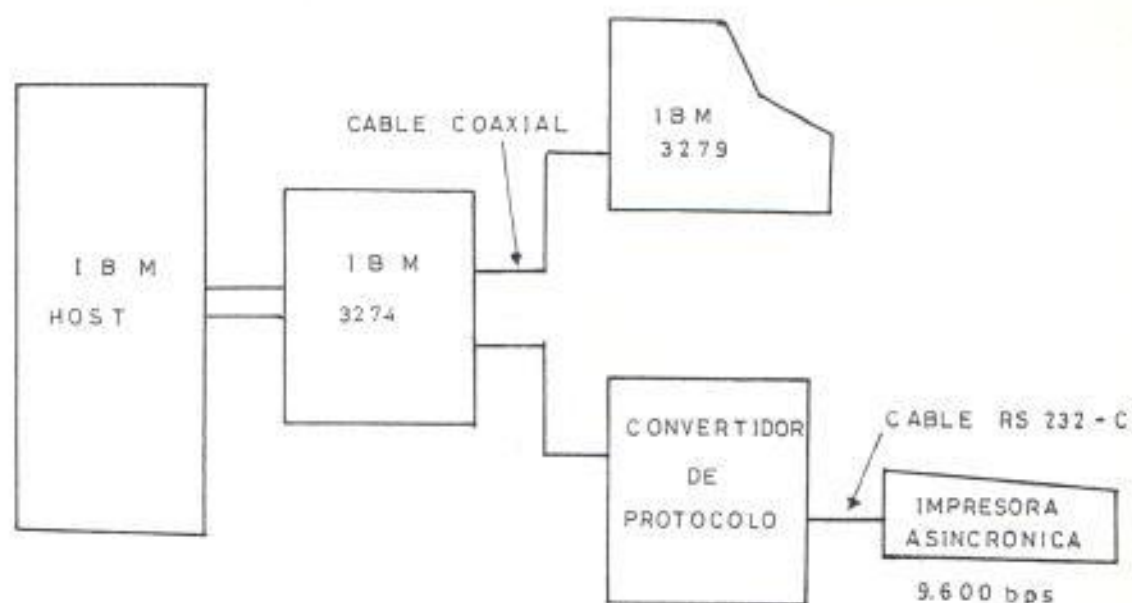 IBM
HOST
IBM
3274
CABLE COAXIAL
IBM
3279
CONVERTIDOR
DE
PROTOCOLO
CABLE RS 232-C
IMPRESORA
ASINCRONICA
9.600 bps